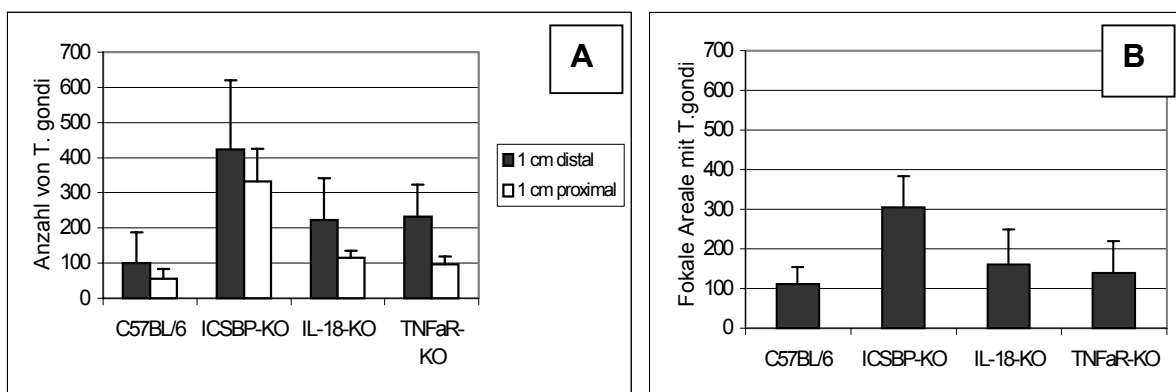 A
Anzahl von T. gondi
700
600
500
400
300
200
100
0
C57BL/6 ICSBP-KO IL-18-KO TNFaR-
KO
1 cm distal
1 cm proximal
B
Fokale Areale mit T.gondi
700
600
500
400
300
200
100
0
C57BL/6 ICSBP-KO IL-18-KO TNFaR-KO